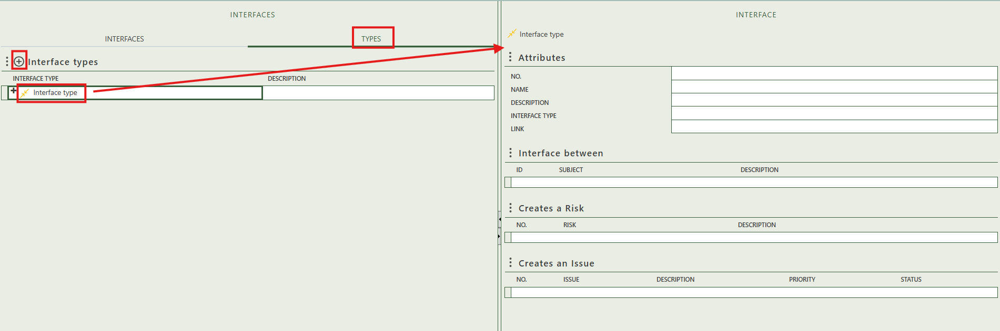 INTERFACES
INTERFACES TYPES
Interface types
INTERFACE TYPE DESCRIPTION
Interface type
INTERFACE
Interface type
Attributes
NO.
NAME
DESCRIPTION
INTERFACE TYPE
LINK
Interface between
ID SUBJECT DESCRIPTION
Creates a Risk
NO. RISK DESCRIPTION
Creates an Issue
NO. ISSUE DESCRIPTION PRIORITY STATUS